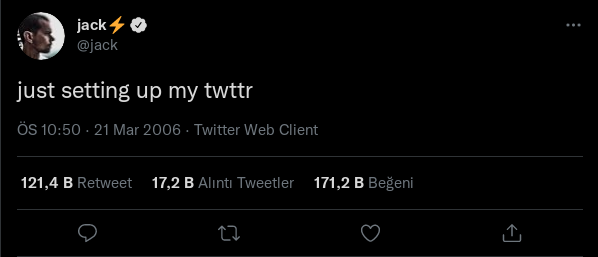 jack⚡
@jack
just setting up my twttr
ÖS 10:50 · 21 Mar 2006 · Twitter Web Client
121,4 B Retweet 17,2 B Alıntı Tweetler 171,2 B Beğeni